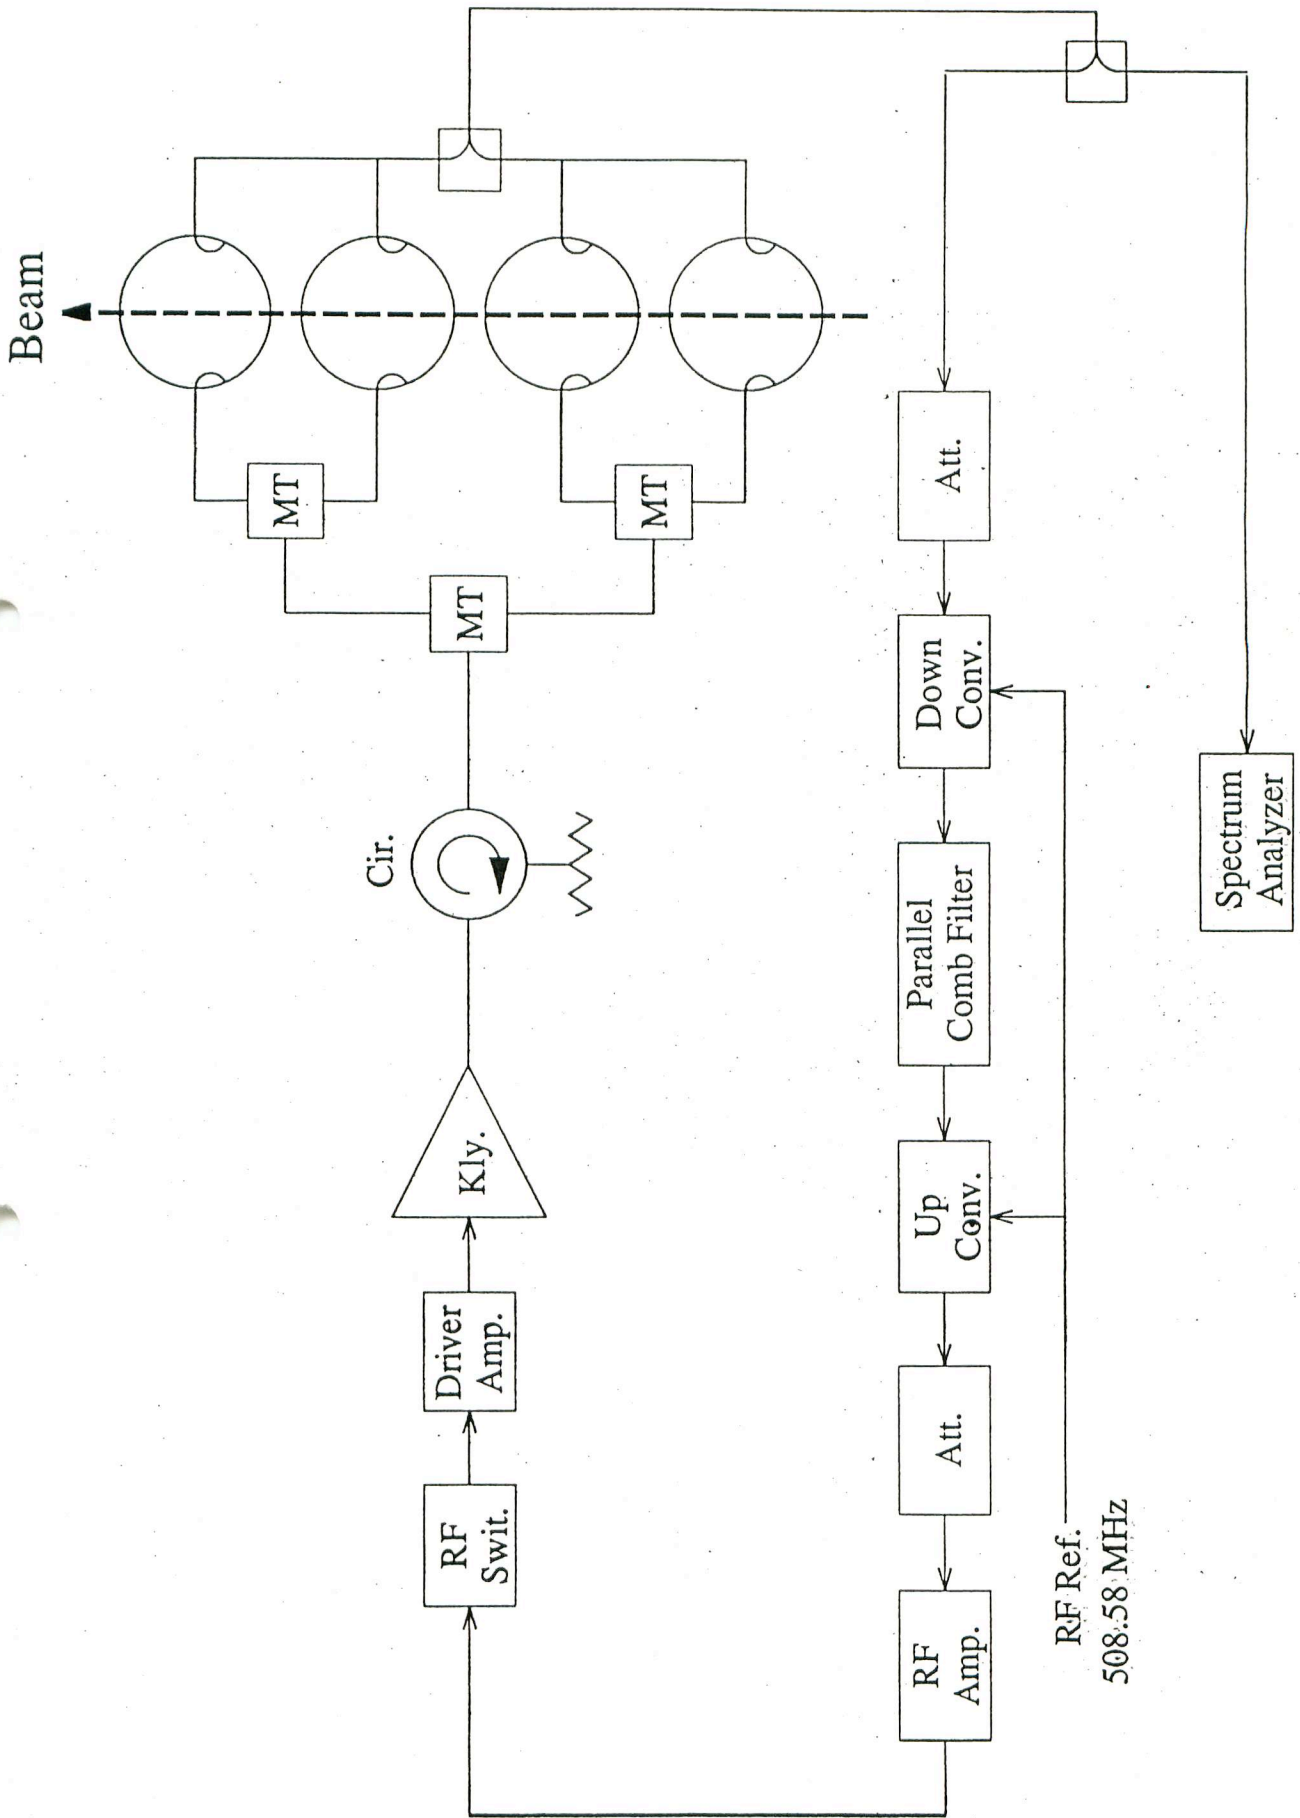 Beam
MT
MT
MT
Cir.
Kly.
Driver
Amp.
RF
Swit.
Att.
Down
Conv.
Parallel
Comb Filter
Up
Conv.
Att.
RF
Amp.
RF Ref.
508.58 MHz
Spectrum
Analyzer